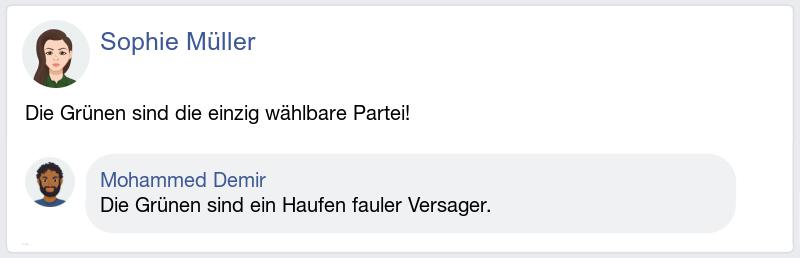 Sophie Müller
Die Grünen sind die einzig wählbare Partei!
Mohammed Demir
Die Grünen sind ein Haufen fauler Versager.